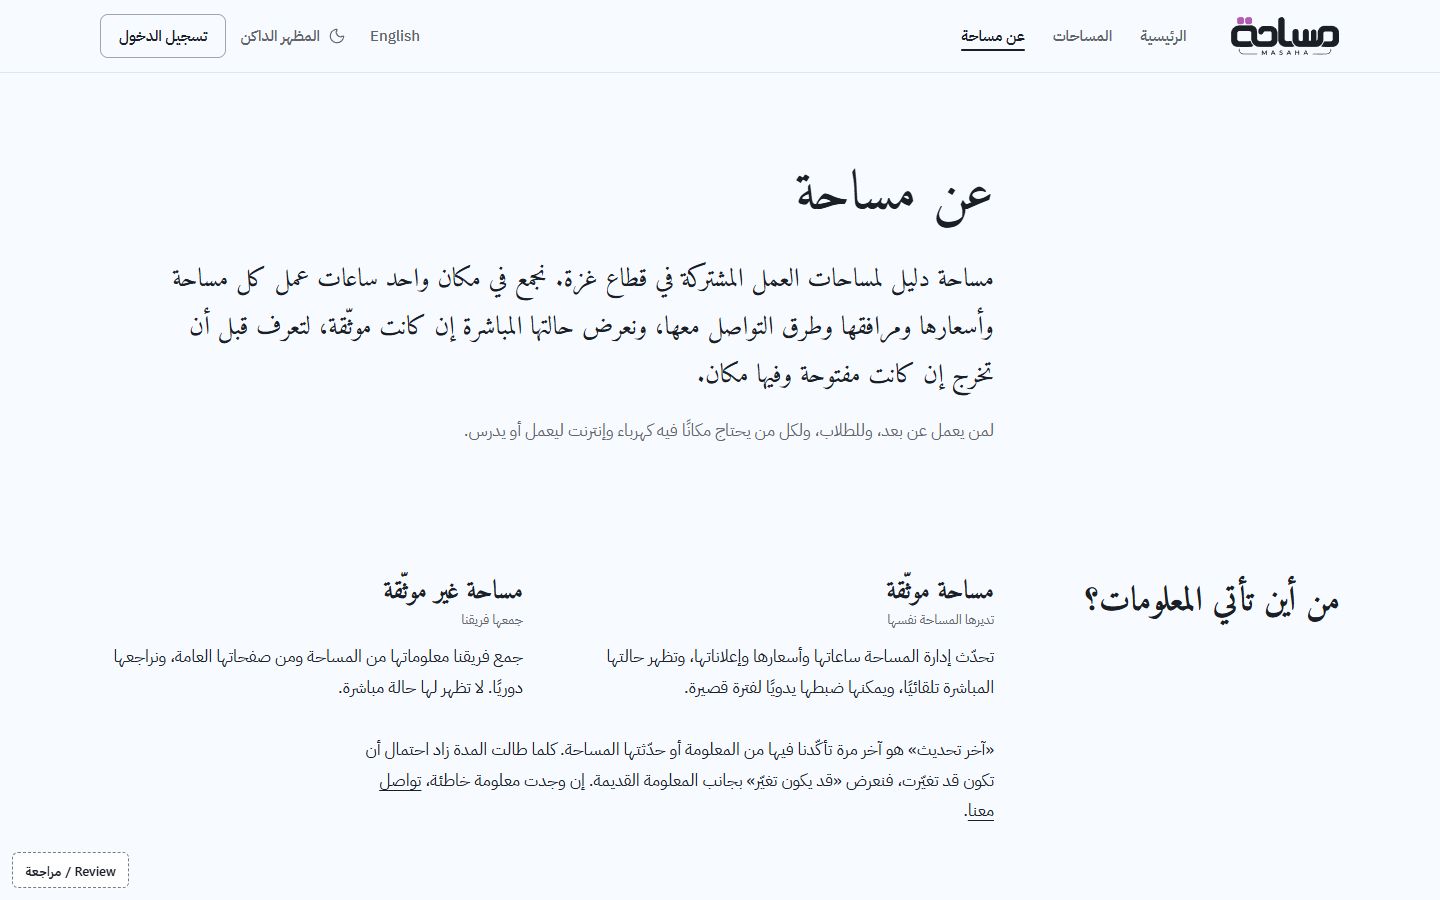 مساحة
MASAHA
الرئيسية
المساحات
عن مساحة
English
المظهر الداكن
تسجيل الدخول
عن مساحة
مساحة دليل لمساحات العمل المشتركة في قطاع غزة. نجمع في مكان واحد ساعات عمل كل مساحة
وأسعارها ومرافقها وطرق التواصل معها، ونعرض حالتها المباشرة إن كانت موثّقة، لتعرف قبل أن
تخرج إن كانت مفتوحة وفيها مكان.
لمن يعمل عن بعد، وللطلاب، ولكل من يحتاج مكانًا فيه كهرباء وإنترنت ليعمل أو يدرس.
من أين تأتي المعلومات؟
مساحة موثّقة
تديرها المساحة نفسها
تحدّث إدارة المساحة ساعاتها وأسعارها وإعلاناتها، وتظهر حالتها
المباشرة تلقائيًا، ويمكنها ضبطها يدويًا لفترة قصيرة.
مساحة غير موثّقة
جمعها فريقنا
جمع فريقنا معلوماتها من المساحة ومن صفحاتها العامة، ونراجعها
دوريًا. لا تظهر لها حالة مباشرة.
«آخر تحديث» هو آخر مرة تأكّدنا فيها من المعلومة أو حدّثتها المساحة. كلما طالت المدة زاد احتمال أن
تكون قد تغيّرت، فنعرض «قد يكون تغيّر» بجانب المعلومة القديمة. إن وجدت معلومة خاطئة، تواصل
معنا.
مراجعة / Review